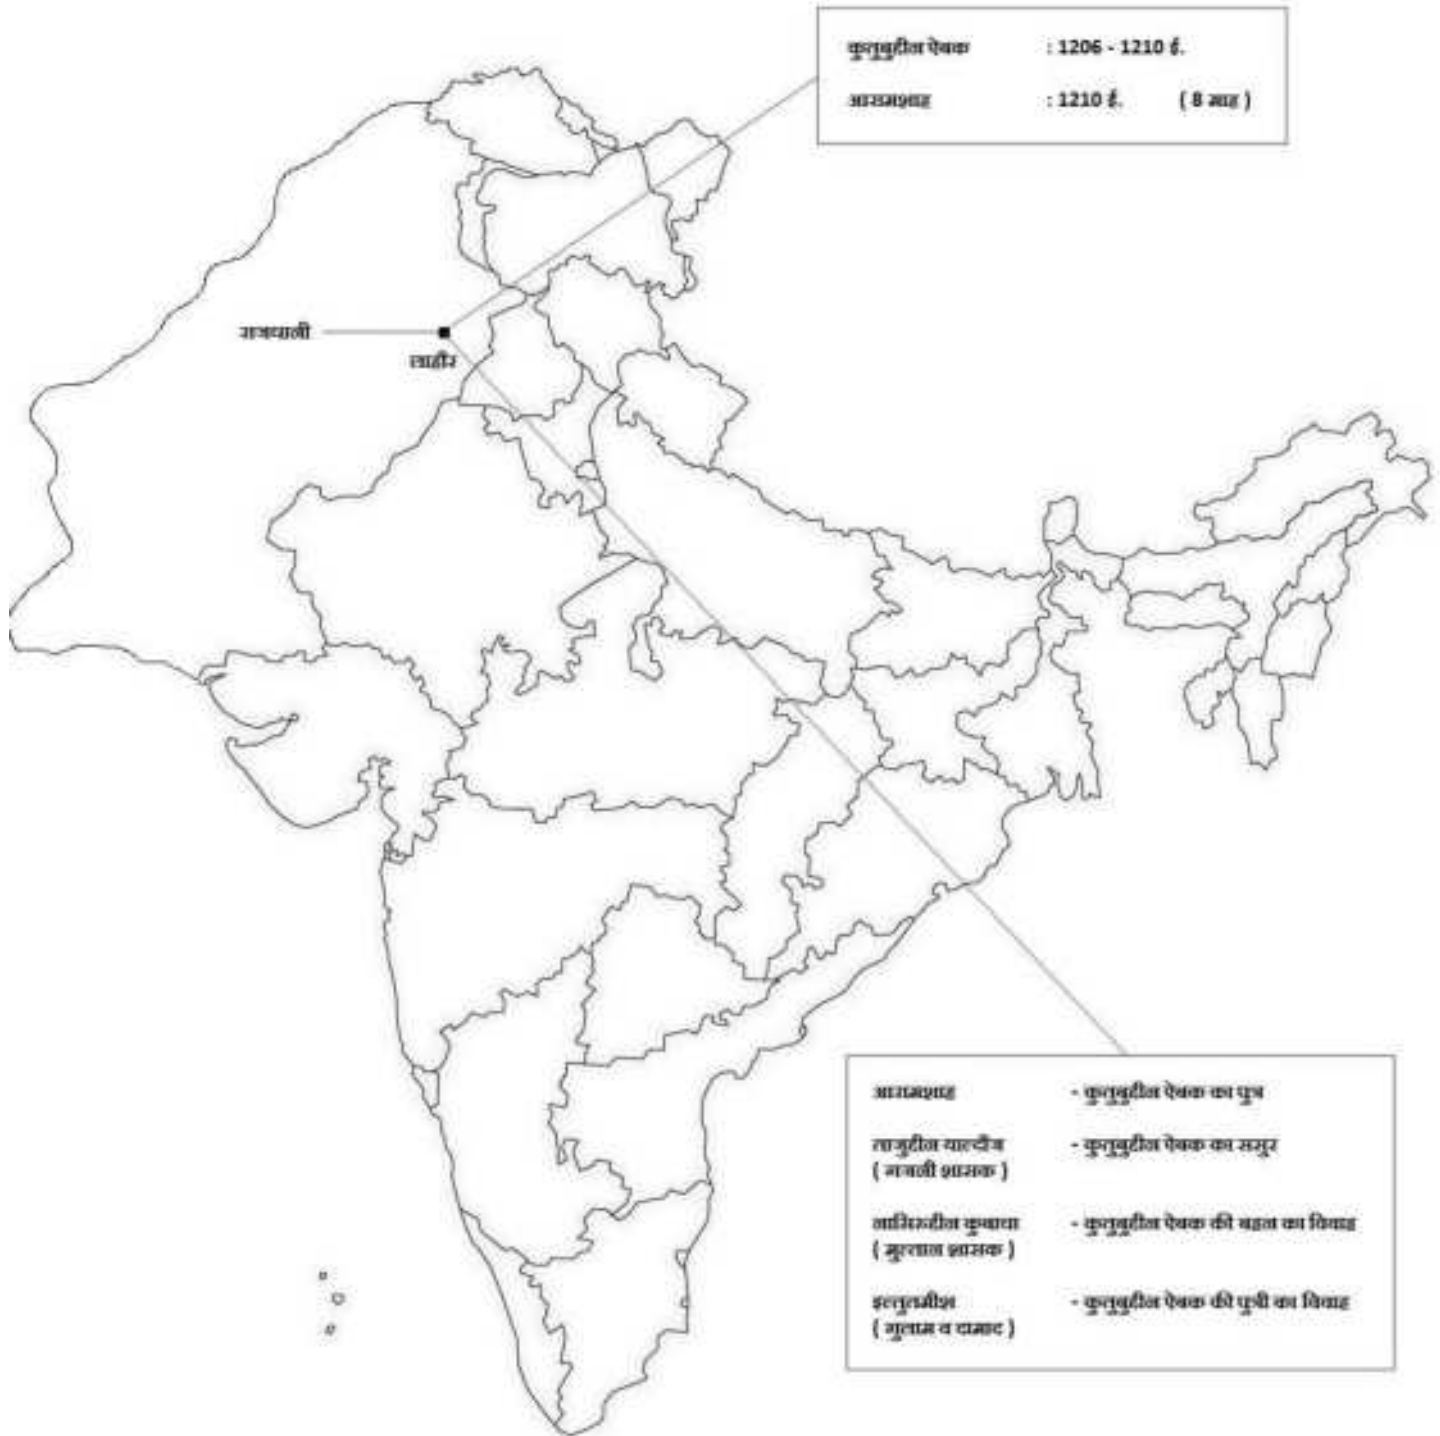 कुतुबुद्दीन ऐबक : 1206 - 1210 ई.
आरामशाह : 1210 ई. ( 8 माह )
राजधानी
लाहौर
आरामशाह - कुतुबुद्दीन ऐबक का पुत्र
ताजुद्दीन याल्दौज - कुतुबुद्दीन ऐबक का ससुर
( गजनी शासक )
नासिरुद्दीन कुबाचा - कुतुबुद्दीन ऐबक की बहन का विवाह
( मुल्तान शासक )
इल्तुतमीश - कुतुबुद्दीन ऐबक की पुत्री का विवाह
( गुलाम व दामाद )